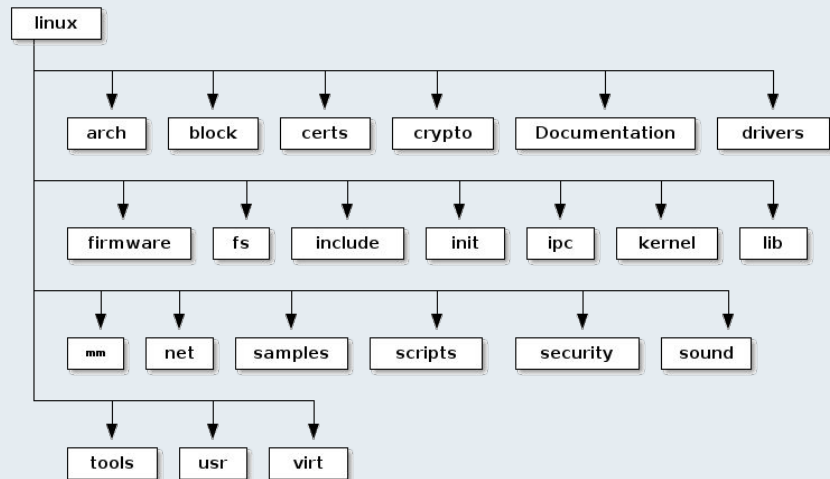 linux
arch block certs crypto Documentation drivers
firmware fs include init ipc kernel lib
mm net samples scripts security sound
tools usr virt